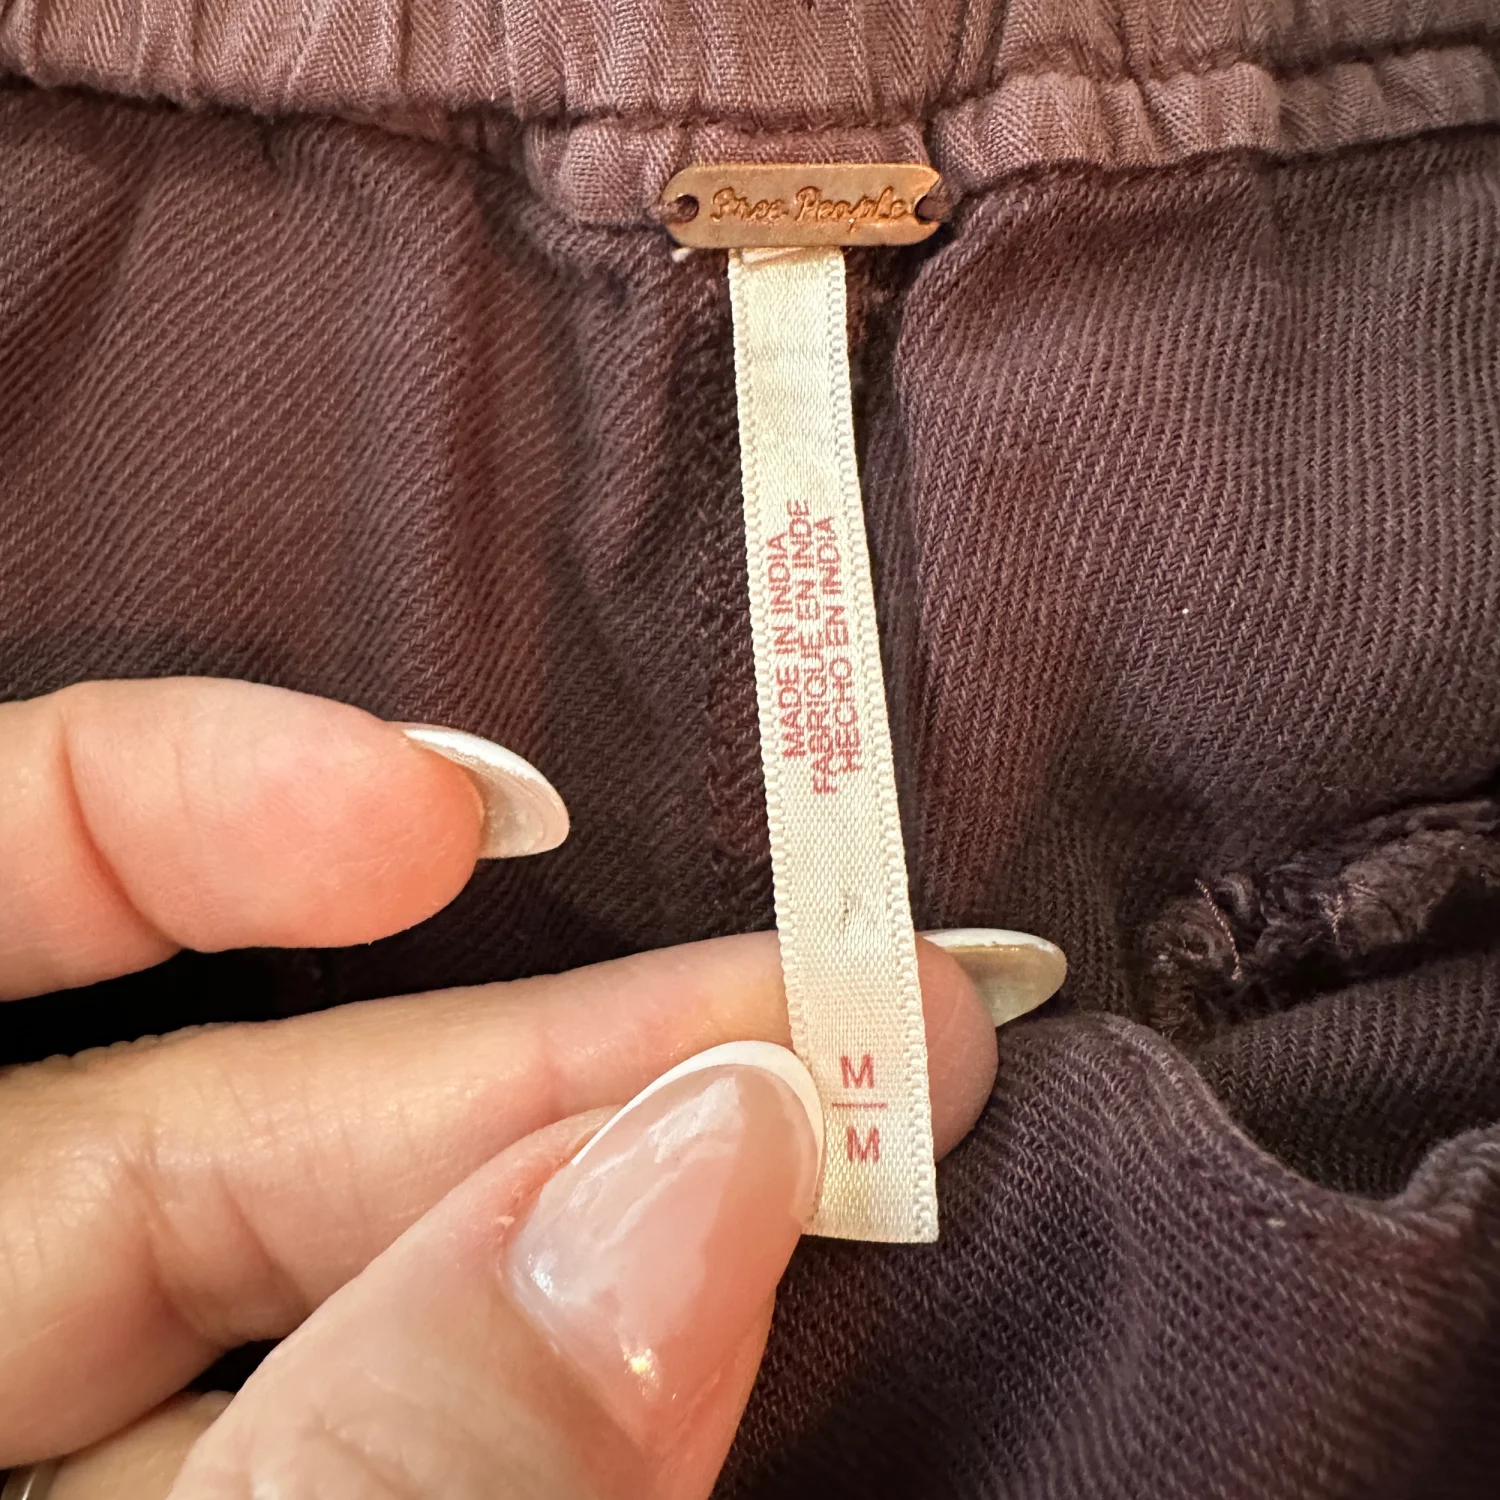 Free People
MADE IN INDIA
FABRIQUÉ EN INDE
HECHO EN INDIA
M
M